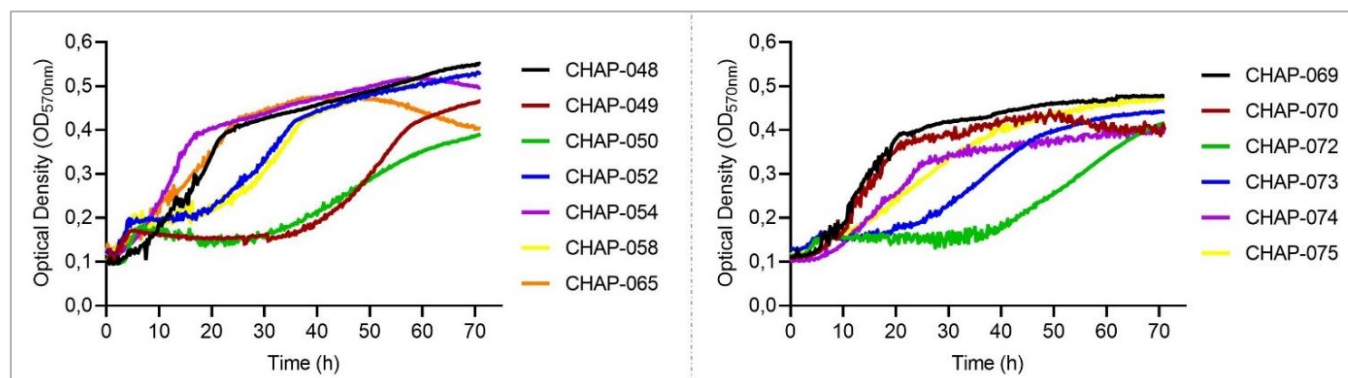 Optical Density (OD570nm)
0,6
0,5
0,4
0,3
0,2
0,1
0,0
0 10 20 30 40 50 60 70
Time (h)
CHAP-048
CHAP-049
CHAP-050
CHAP-052
CHAP-054
CHAP-058
CHAP-065
Optical Density (OD570nm)
0,6
0,5
0,4
0,3
0,2
0,1
0,0
0 10 20 30 40 50 60 70
Time (h)
CHAP-069
CHAP-070
CHAP-072
CHAP-073
CHAP-074
CHAP-075